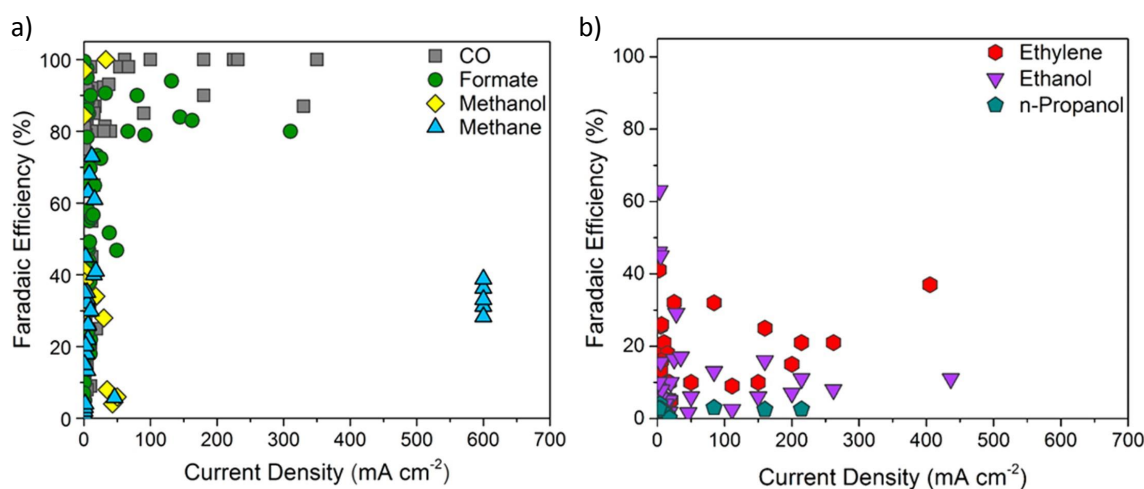 a)
CO
Formate
Methanol
Methane
100
80
60
40
20
0
Faradaic Efficiency (%)
0 100 200 300 400 500 600 700
Current Density (mA cm⁻²)
b)
Ethylene
Ethanol
n-Propanol
100
80
60
40
20
0
Faradaic Efficiency (%)
0 100 200 300 400 500 600 700
Current Density (mA cm⁻²)